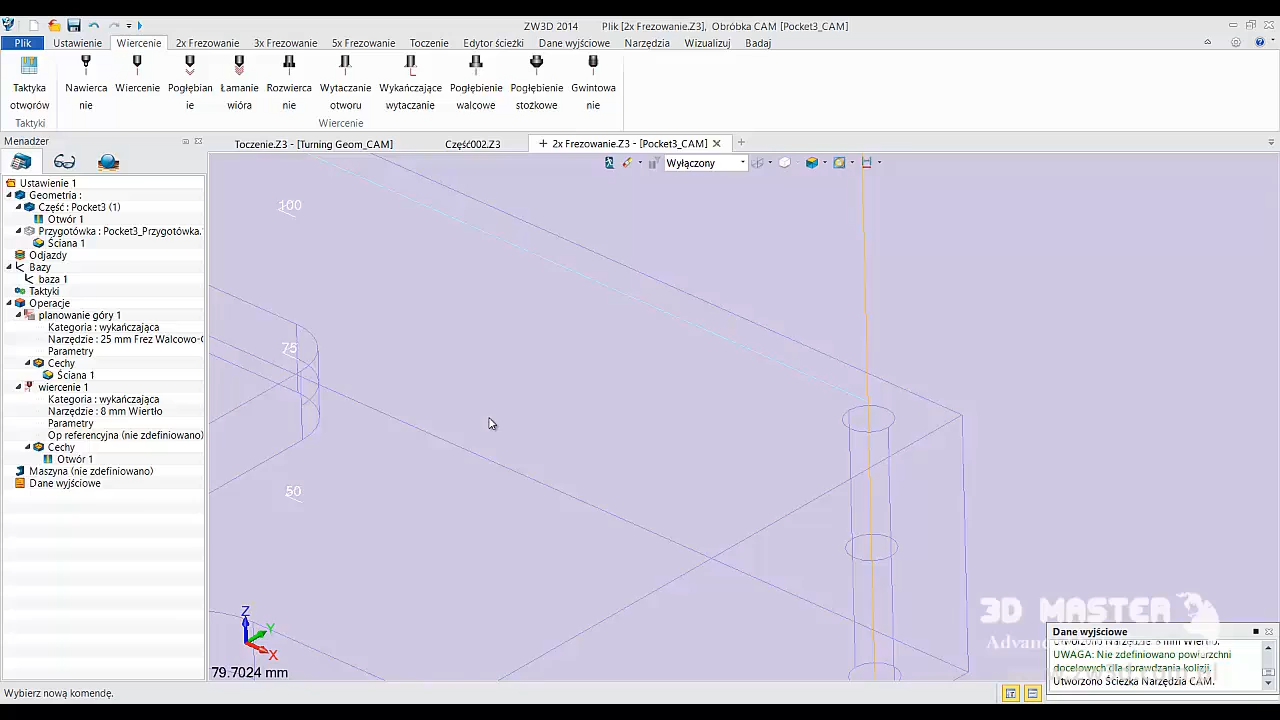 ZW3D 2014 Plik [2x Frezowanie.Z3], Obróbka CAM [Pocket3_CAM]
Plik Ustawienie Wiercenie 2x Frezowanie 3x Frezowanie 5x Frezowanie Toczenie Edytor ścieżki Dane wyjściowe Narzędzia Wizualizuj Badaj
Taktyka otworów
Nawierca nie
Wiercenie
Pogłębian ie
Łamanie wióra
Rozwierca nie
Wytaczanie otworu
Wykańczające wytaczanie
Pogłębienie walcowe
Pogłębienie stożkowe
Gwintowa nie
Taktyki Wiercenie
Menadżer
Toczenie.Z3 - [Turning Geom_CAM] Część002.Z3 2x Frezowanie.Z3 - [Pocket3_CAM]
Wyłączony
Ustawienie 1
Geometria :
Część : Pocket3 (1)
Otwór 1
Przygotówka : Pocket3_Przygotówka.
Ściana 1
Odjazdy
Bazy
baza 1
Taktyki
Operacje
planowanie góry 1
Kategoria : wykańczająca
Narzędzie : 25 mm Frez Walcowo-C
Parametry
Cechy
Ściana 1
wiercenie 1
Kategoria : wykańczająca
Narzędzie : 8 mm Wiertło
Parametry
Op referencyjna (nie zdefiniowano)
Cechy
Otwór 1
Maszyna (nie zdefiniowano)
Dane wyjściowe
100
75
50
Z
Y
X
79.7024 mm
3D MASTER
Dane wyjściowe
UWAGA: Nie zdefiniowano powierzchni
docelowych dla sprawdzania kolizji.
Utworzono Ścieżka Narzędzia CAM.
Wybierz nową komendę.